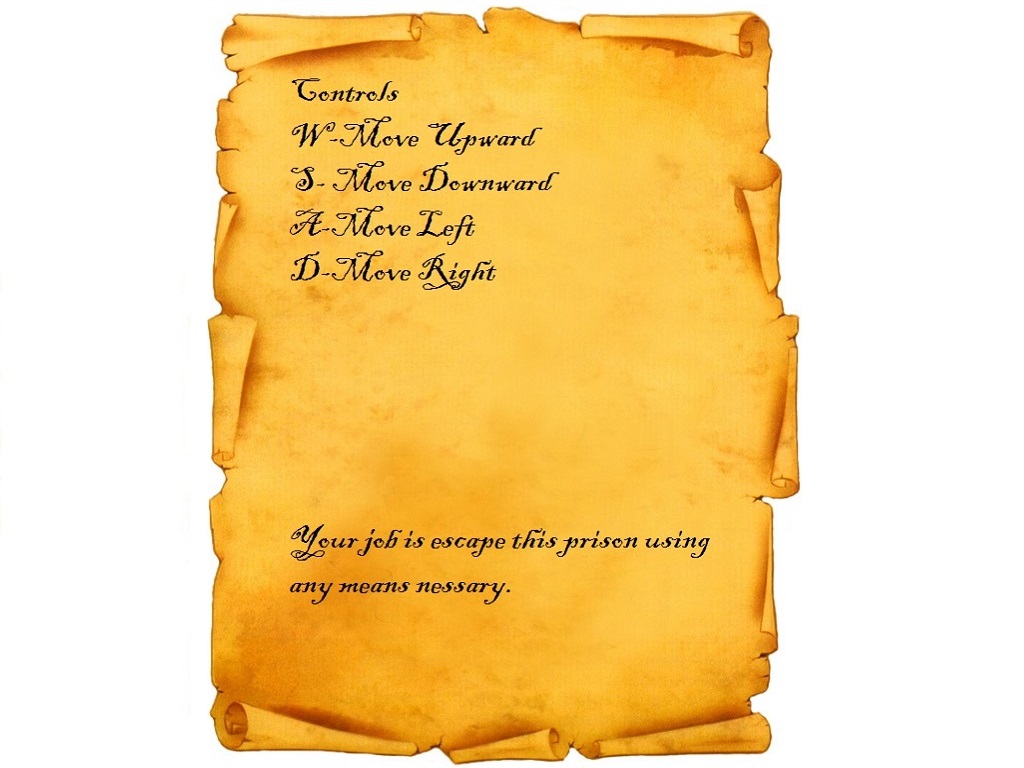 Controls
W-Move Upward
S- Move Downward
A-Move Left
D-Move Right
Your job is escape this prison using
any means nessary.